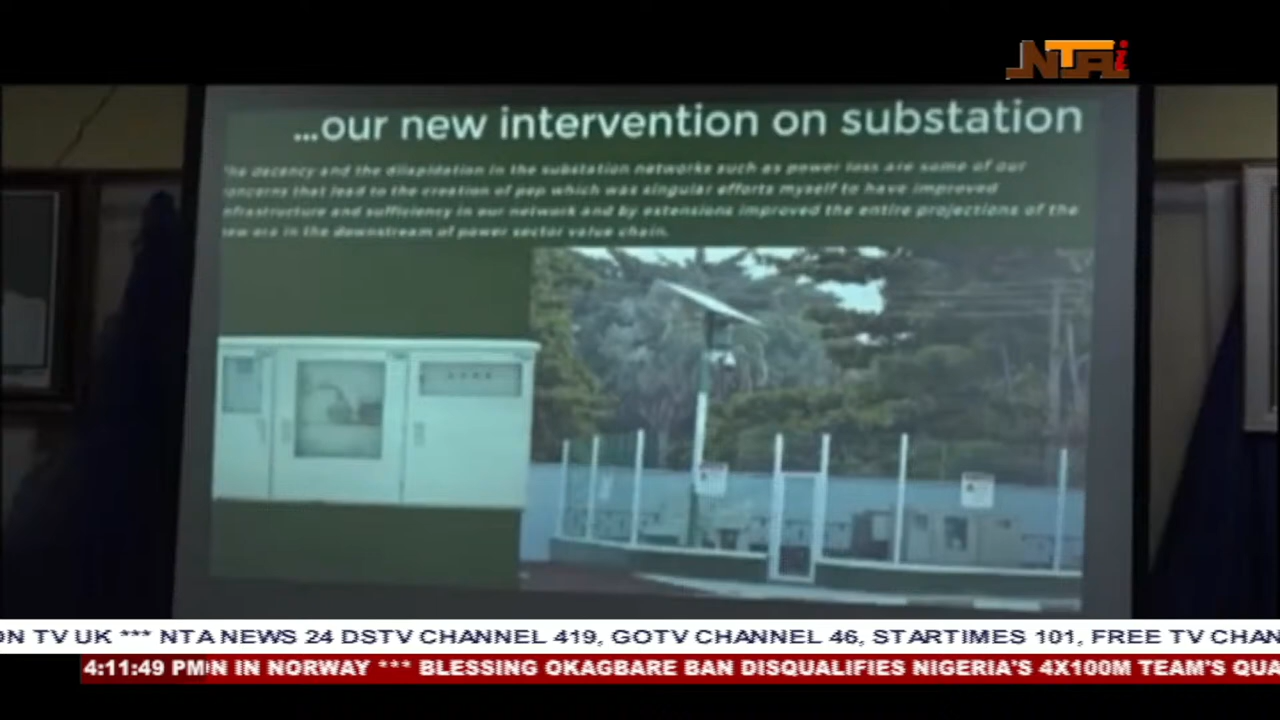 NTAi
...our new intervention on substation
The decency and the dilapidation in the substation networks such as power loss are some of our
concerns that lead to the creation of pep which was singular efforts myself to have improved
nfrastructure and sufficiency in our network and by extensions improved the entire projections of the
new era in the downstream of power sector value chain.
ON TV UK *** NTA NEWS 24 DSTV CHANNEL 419, GOTV CHANNEL 46, STARTIMES 101, FREE TV CHAN
4:11:49 PM N IN NORWAY *** BLESSING OKAGBARE BAN DISQUALIFIES NIGERIA'S 4X100M TEAM'S QUA